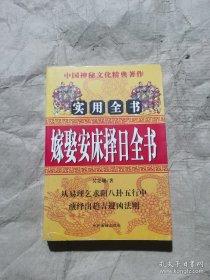 中国神秘文化精典著作
实用全书
嫁娶安床择日全书
从易理艺术阴八卦五行中
演绎出趋吉避凶法则